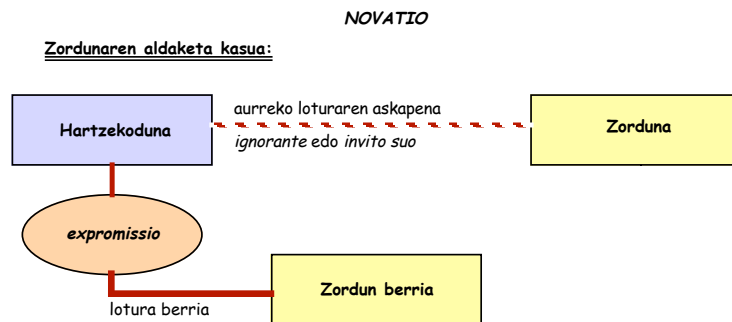 NOVATIO
Zordunaren aldaketa kasua:
aurreko loturaren askapena
Hartzekoduna
Zorduna
ignorante edo invito suo
expromissio
Zordun berria
lotura berria